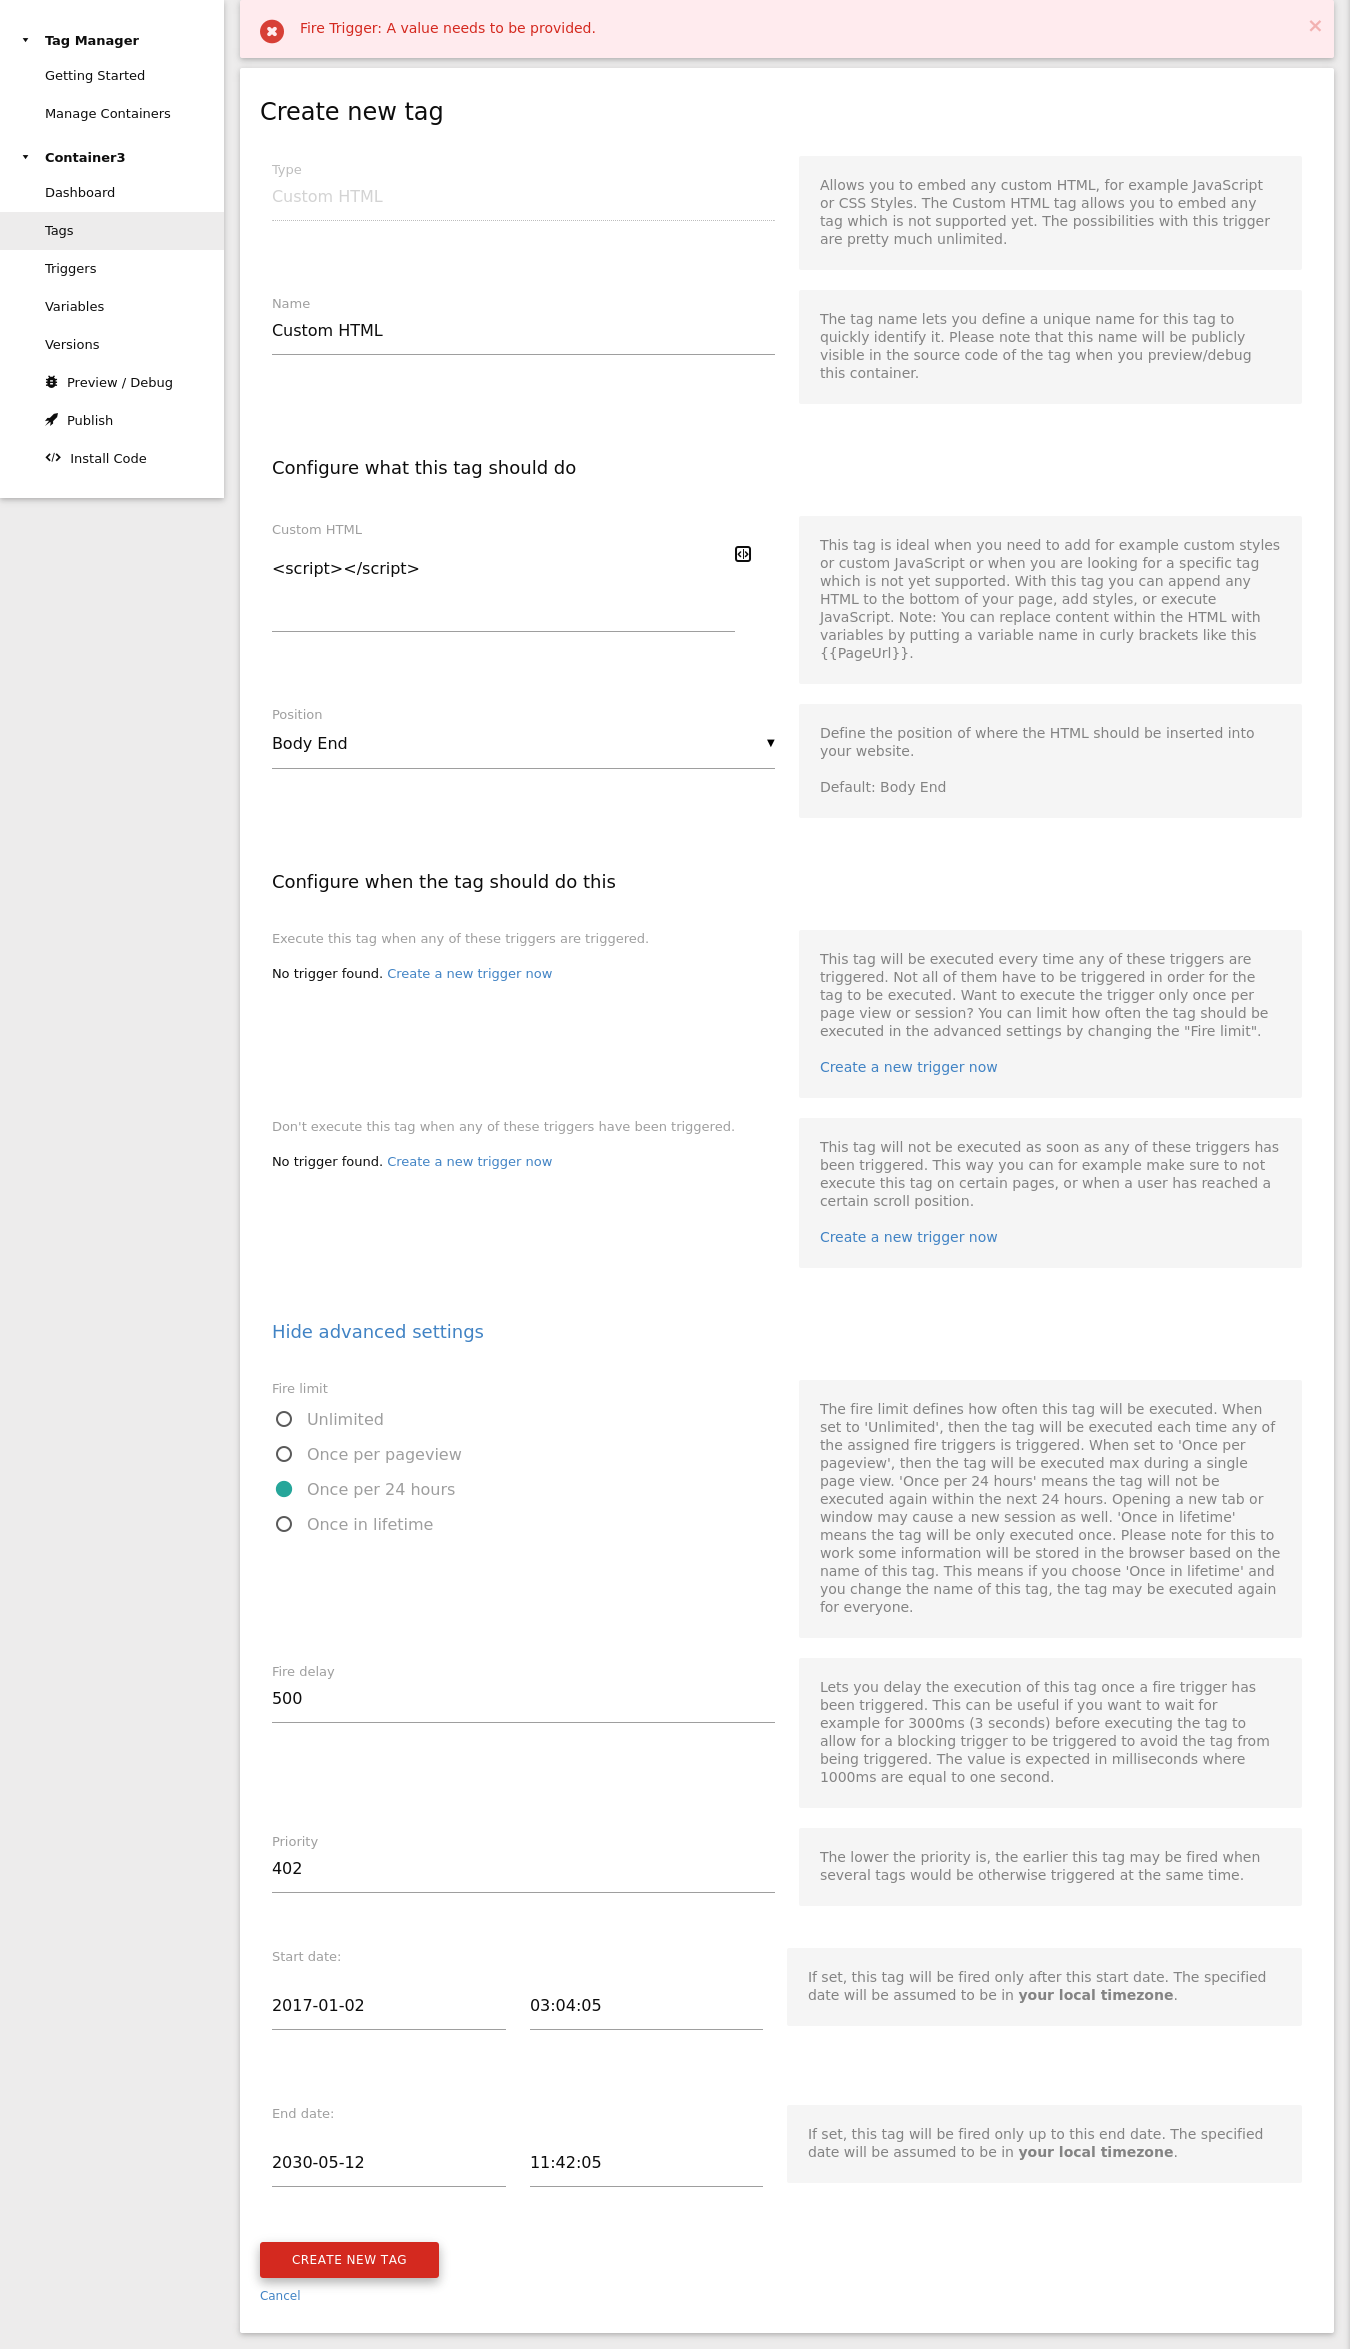 Tag Manager
Getting Started
Manage Containers
Container3
Dashboard
Tags
Triggers
Variables
Versions
Preview / Debug
Publish
Install Code
Fire Trigger: A value needs to be provided.
Create new tag
Type
Custom HTML
Allows you to embed any custom HTML, for example JavaScript
or CSS Styles. The Custom HTML tag allows you to embed any
tag which is not supported yet. The possibilities with this trigger
are pretty much unlimited.
Name
Custom HTML
The tag name lets you define a unique name for this tag to
quickly identify it. Please note that this name will be publicly
visible in the source code of the tag when you preview/debug
this container.
Configure what this tag should do
Custom HTML
<script></script>
This tag is ideal when you need to add for example custom styles
or custom JavaScript or when you are looking for a specific tag
which is not yet supported. With this tag you can append any
HTML to the bottom of your page, add styles, or execute
JavaScript. Note: You can replace content within the HTML with
variables by putting a variable name in curly brackets like this
{{PageUrl}}.
Position
Body End
Define the position of where the HTML should be inserted into
your website.
Default: Body End
Configure when the tag should do this
Execute this tag when any of these triggers are triggered.
No trigger found. Create a new trigger now
This tag will be executed every time any of these triggers are
triggered. Not all of them have to be triggered in order for the
tag to be executed. Want to execute the trigger only once per
page view or session? You can limit how often the tag should be
executed in the advanced settings by changing the "Fire limit".
Create a new trigger now
Don't execute this tag when any of these triggers have been triggered.
No trigger found. Create a new trigger now
This tag will not be executed as soon as any of these triggers has
been triggered. This way you can for example make sure to not
execute this tag on certain pages, or when a user has reached a
certain scroll position.
Create a new trigger now
Hide advanced settings
Fire limit
Unlimited
Once per pageview
Once per 24 hours
Once in lifetime
The fire limit defines how often this tag will be executed. When
set to 'Unlimited', then the tag will be executed each time any of
the assigned fire triggers is triggered. When set to 'Once per
pageview', then the tag will be executed max during a single
page view. 'Once per 24 hours' means the tag will not be
executed again within the next 24 hours. Opening a new tab or
window may cause a new session as well. 'Once in lifetime'
means the tag will be only executed once. Please note for this to
work some information will be stored in the browser based on the
name of this tag. This means if you choose 'Once in lifetime' and
you change the name of this tag, the tag may be executed again
for everyone.
Fire delay
500
Lets you delay the execution of this tag once a fire trigger has
been triggered. This can be useful if you want to wait for
example for 3000ms (3 seconds) before executing the tag to
allow for a blocking trigger to be triggered to avoid the tag from
being triggered. The value is expected in milliseconds where
1000ms are equal to one second.
Priority
402
The lower the priority is, the earlier this tag may be fired when
several tags would be otherwise triggered at the same time.
Start date:
2017-01-02
03:04:05
If set, this tag will be fired only after this start date. The specified
date will be assumed to be in your local timezone.
End date:
2030-05-12
11:42:05
If set, this tag will be fired only up to this end date. The specified
date will be assumed to be in your local timezone.
CREATE NEW TAG
Cancel